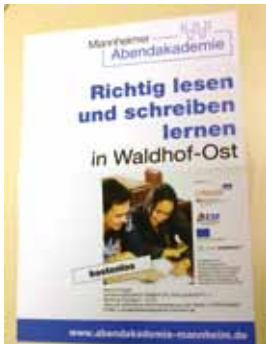 Mannheimer
Abendakademie
Richtig lesen
und schreiben
lernen
in Waldhof-Ost
kostenlos
www.abendakademie-mannheim.de